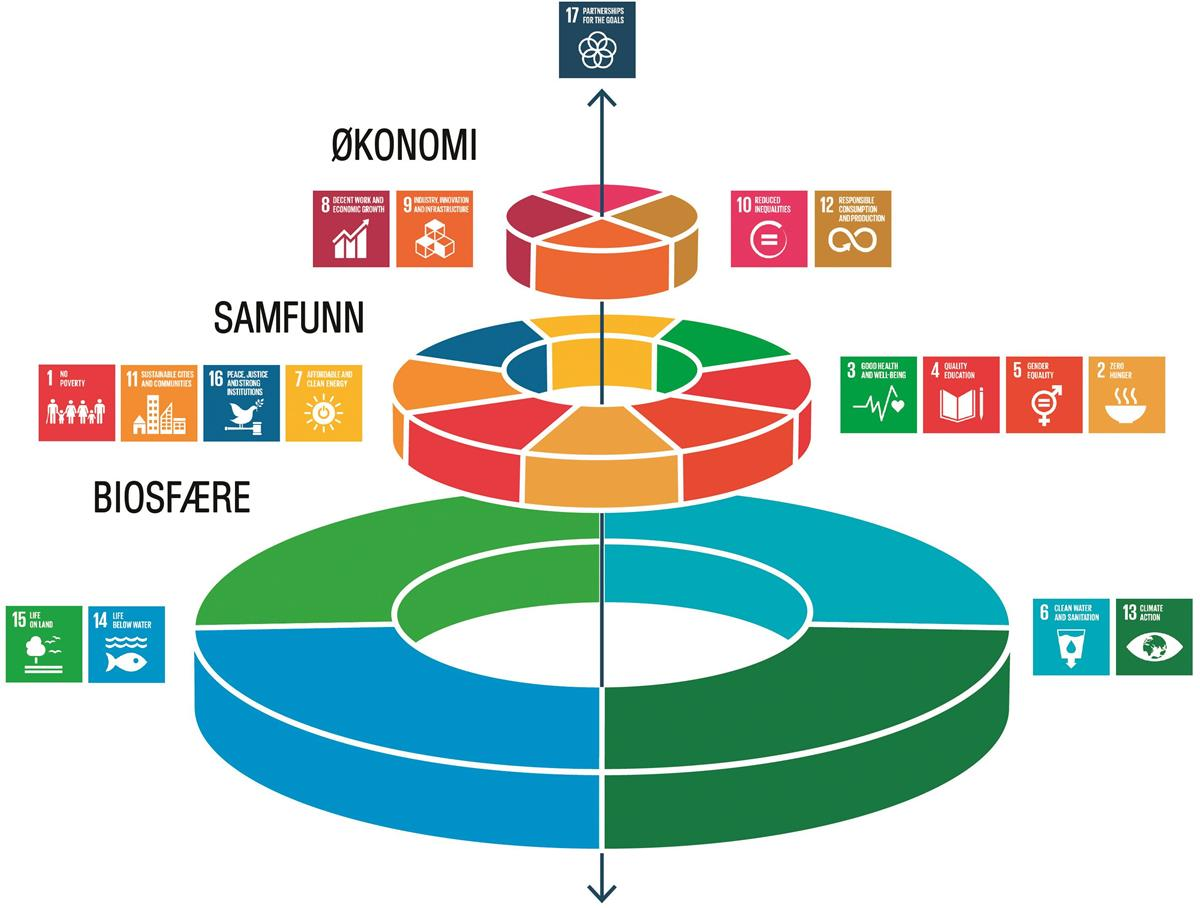 17 PARTNERSHIPS
FOR THE GOALS
ØKONOMI
8 DECENT WORK AND
ECONOMIC GROWTH
9 INDUSTRY, INNOVATION
AND INFRASTRUCTURE
10 REDUCED
INEQUALITIES
12 RESPONSIBLE
CONSUMPTION
AND PRODUCTION
SAMFUNN
1 NO
POVERTY
11 SUSTAINABLE CITIES
AND COMMUNITIES
16 PEACE, JUSTICE
AND STRONG
INSTITUTIONS
7 AFFORDABLE AND
CLEAN ENERGY
3 GOOD HEALTH
AND WELL-BEING
4 QUALITY
EDUCATION
5 GENDER
EQUALITY
2 ZERO
HUNGER
BIOSFÆRE
15 LIFE
ON LAND
14 LIFE
BELOW WATER
6 CLEAN WATER
AND SANITATION
13 CLIMATE
ACTION